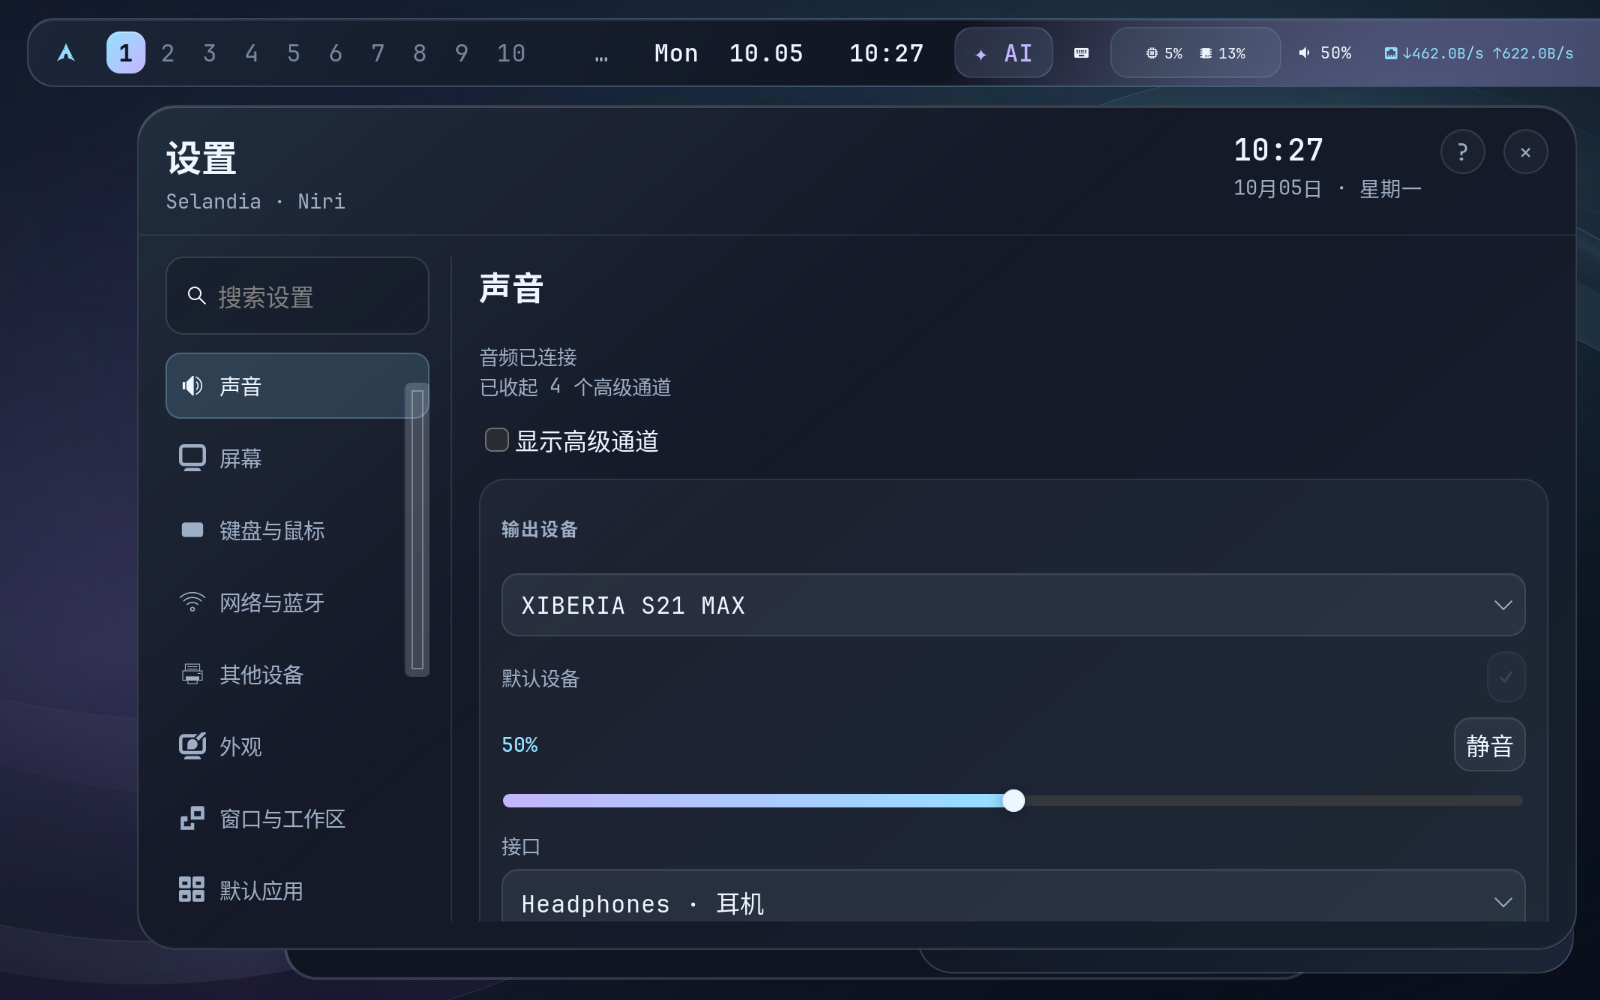 1 2 3 4 5 6 7 8 9 10 … Mon 10.05 10:27 ✦ AI 5% 13% 50% ↓462.0B/s ↑622.0B/s
设置
Selandia · Niri
10:27
10月05日 · 星期一
? ×
搜索设置
声音
屏幕
键盘与鼠标
网络与蓝牙
其他设备
外观
窗口与工作区
默认应用
声音
音频已连接
已收起 4 个高级通道
显示高级通道
输出设备
XIBERIA S21 MAX
默认设备
50%
静音
接口
Headphones · 耳机